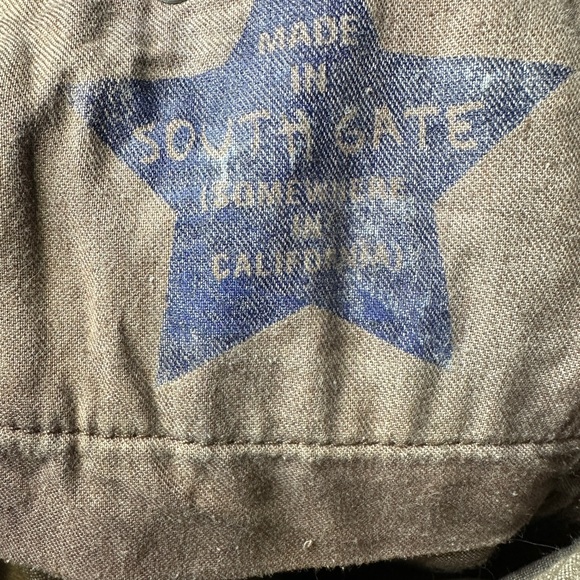 MADE
IN
SOUTH GATE
(SOMEWHERE
IN
CALIFORNIA)